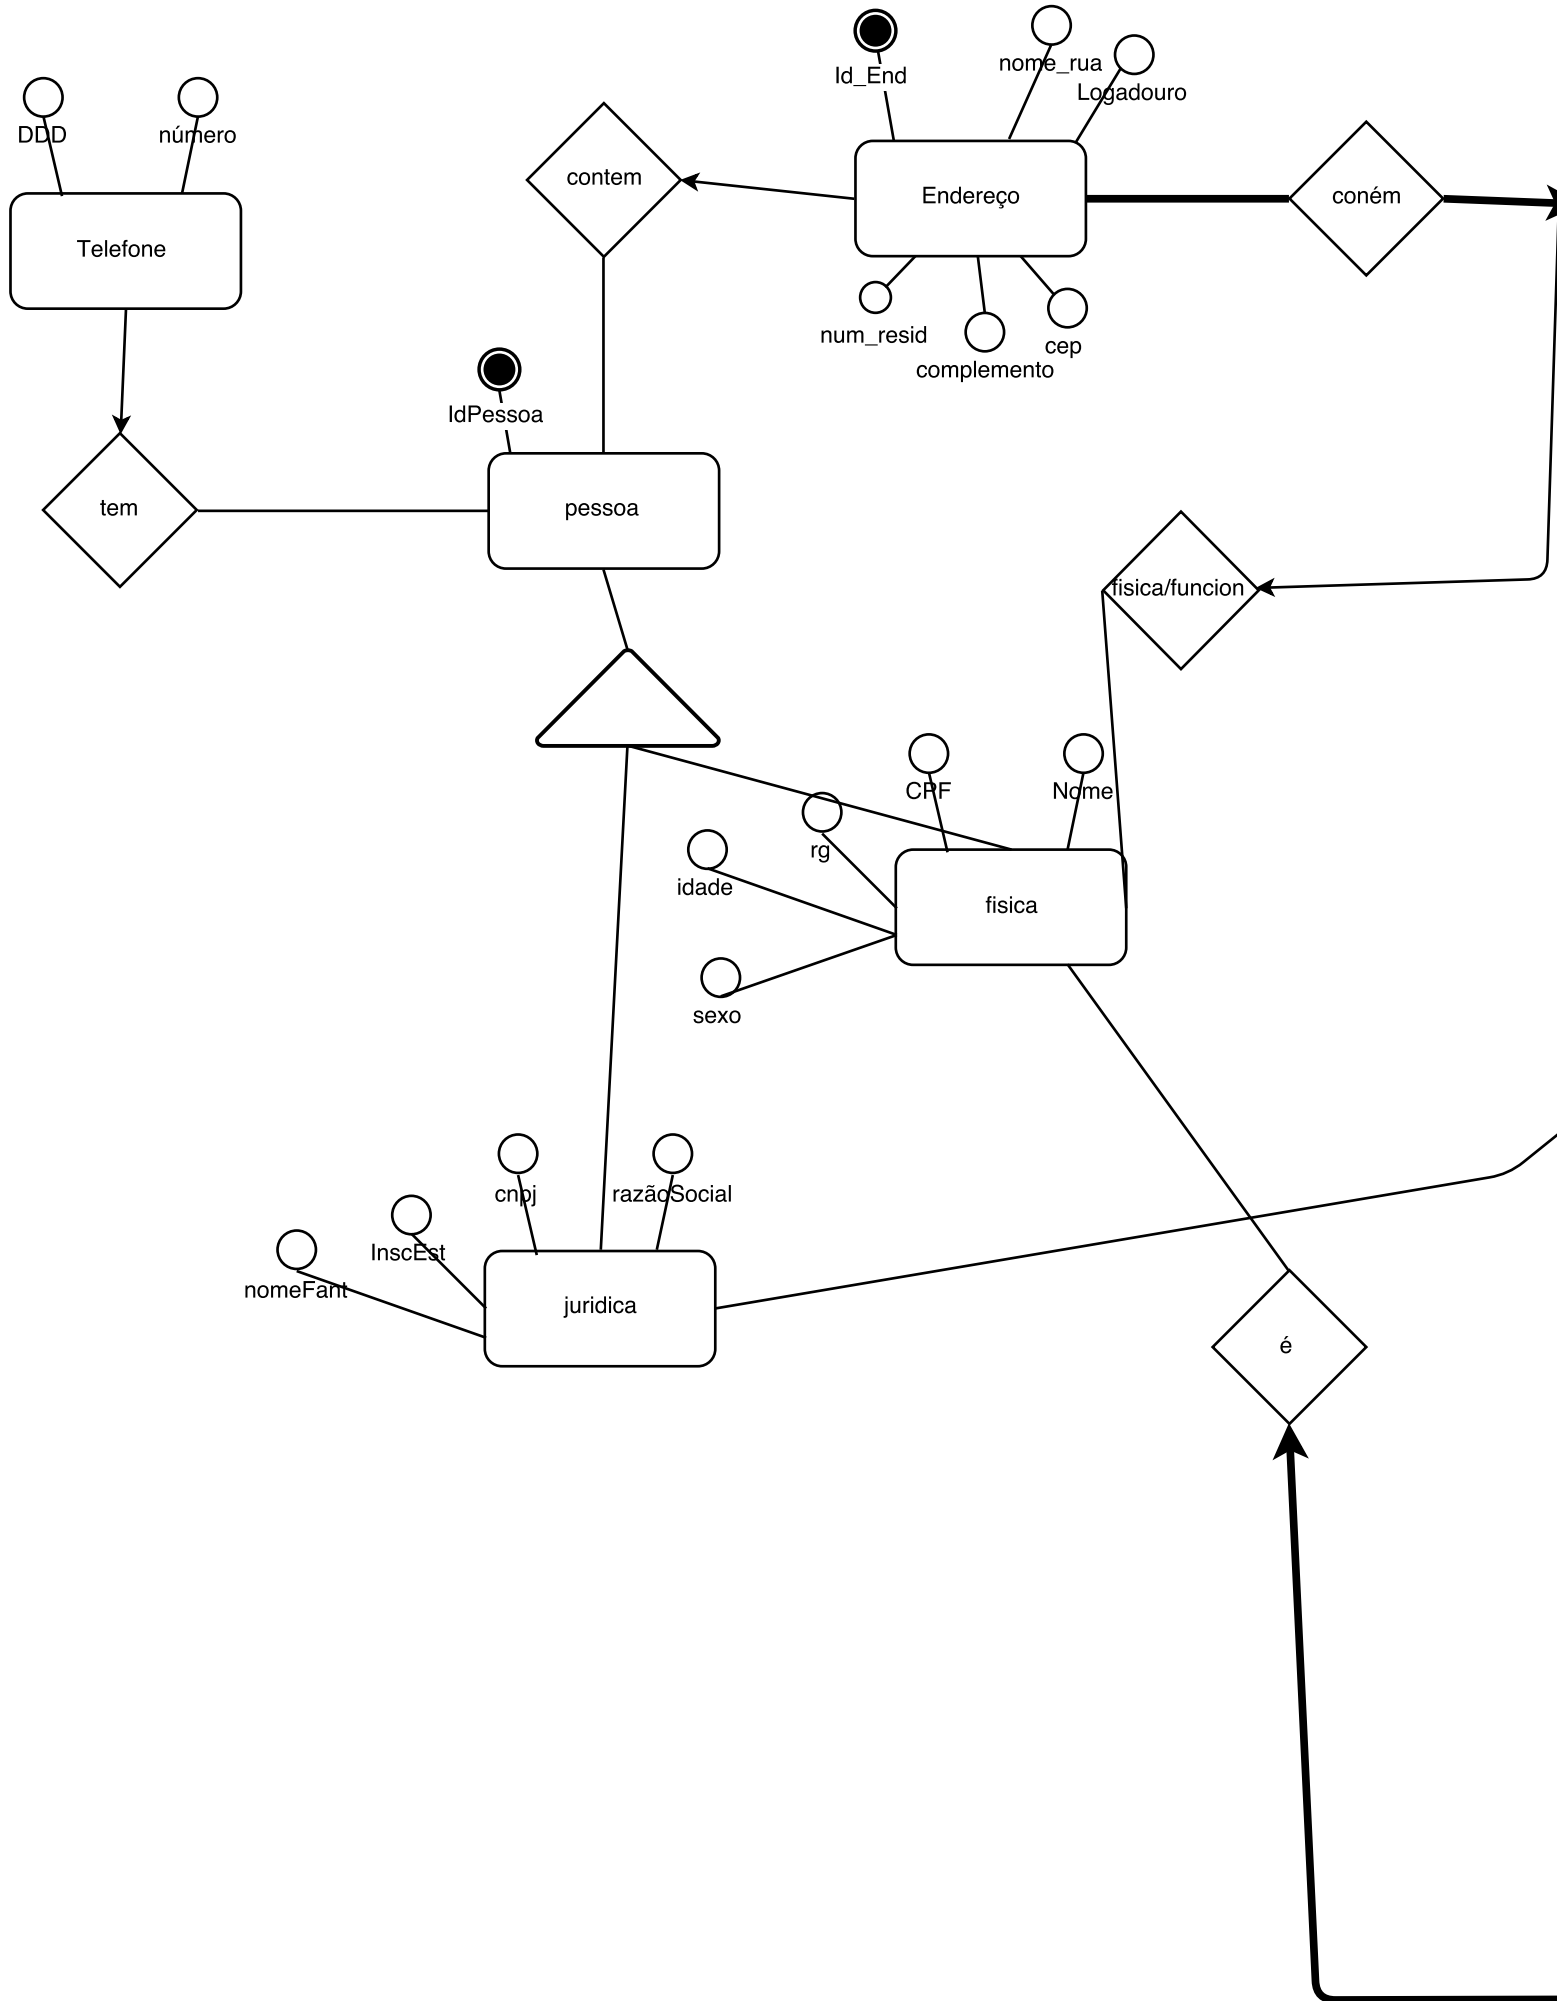 Id_End
nome_rua
Logadouro
DDD
número
contem
Endereço
coném
Telefone
num_resid
complemento
cep
IdPessoa
tem
pessoa
fisica/funcion
CPF
Nome
rg
idade
fisica
sexo
cnpj
razãoSocial
InscEst
nomeFant
juridica
é